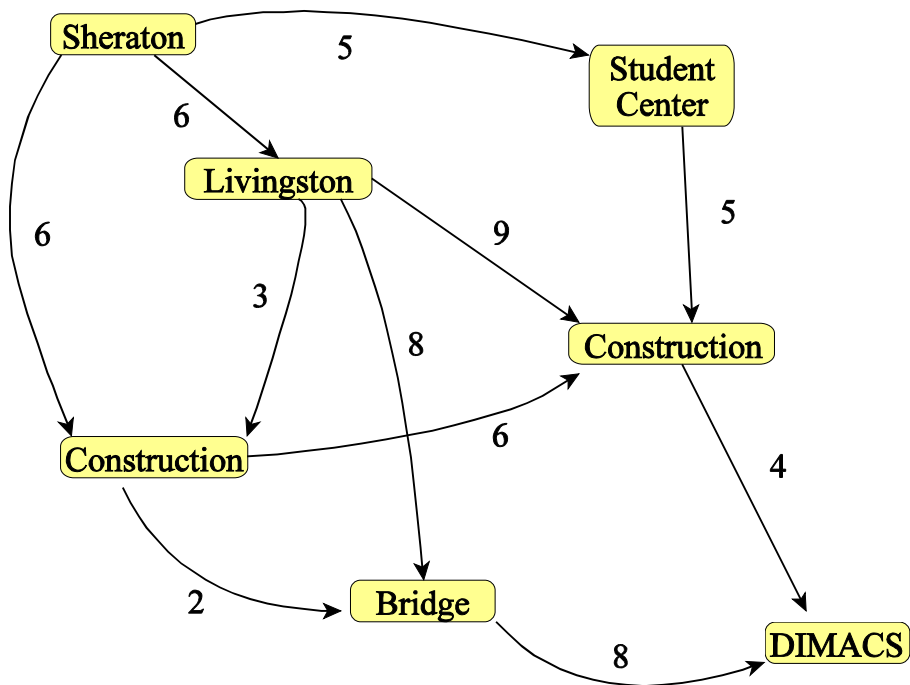 Sheraton
5
Student
Center
6
Livingston
5
6
9
3
8
Construction
6
Construction
4
2
Bridge
8
DIMACS